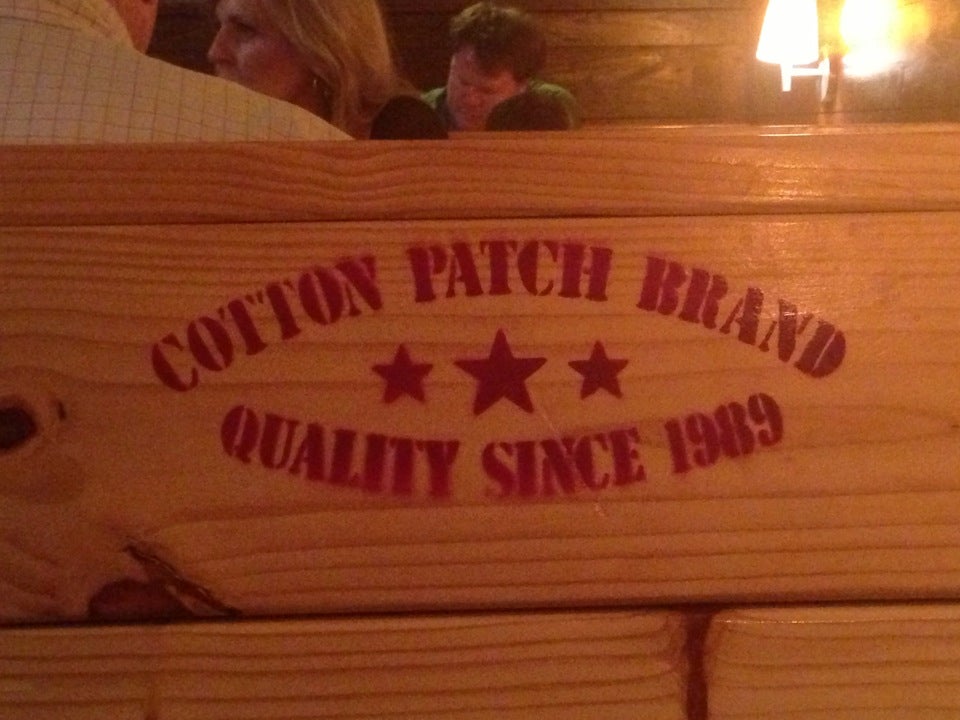 COTTON PATCH BRAND
QUALITY SINCE 1989